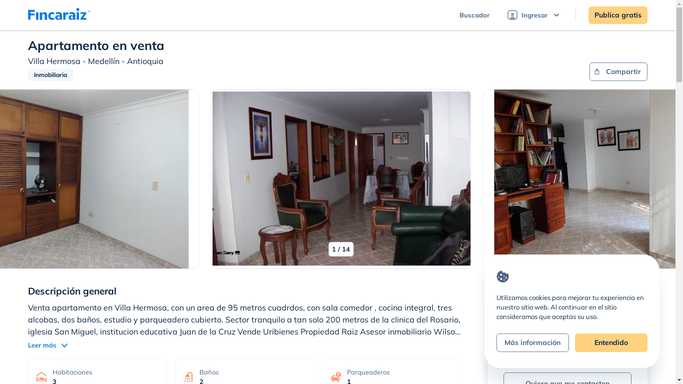 Fincaraiz
Buscador
Ingresar
Publica gratis
Apartamento en venta
Villa Hermosa - Medellín - Antioquia
Inmobiliaria
Compartir
1 / 14
Descripción general
Venta apartamento en Villa Hermosa, con un area de 95 metros cuadrdos, con sala comedor , cocina integral, tres
alcobas, dos baños, estudio y parqueadero cubierto. Sector tranquilo a tan solo 200 metros de la clinica del Rosario,
iglesia San Miguel, institucion educativa Juan de la Cruz Vende Uribienes Propiedad Raiz Asesor inmobiliario Wilso...
Leer más
Habitaciones
3
Baños
2
Parqueaderos
1
Utilizamos cookies para mejorar tu experiencia en
nuestro sitio web. Al continuar en el sitio
consideramos que aceptas su uso.
Más información
Entendido
Quiero que me contacten